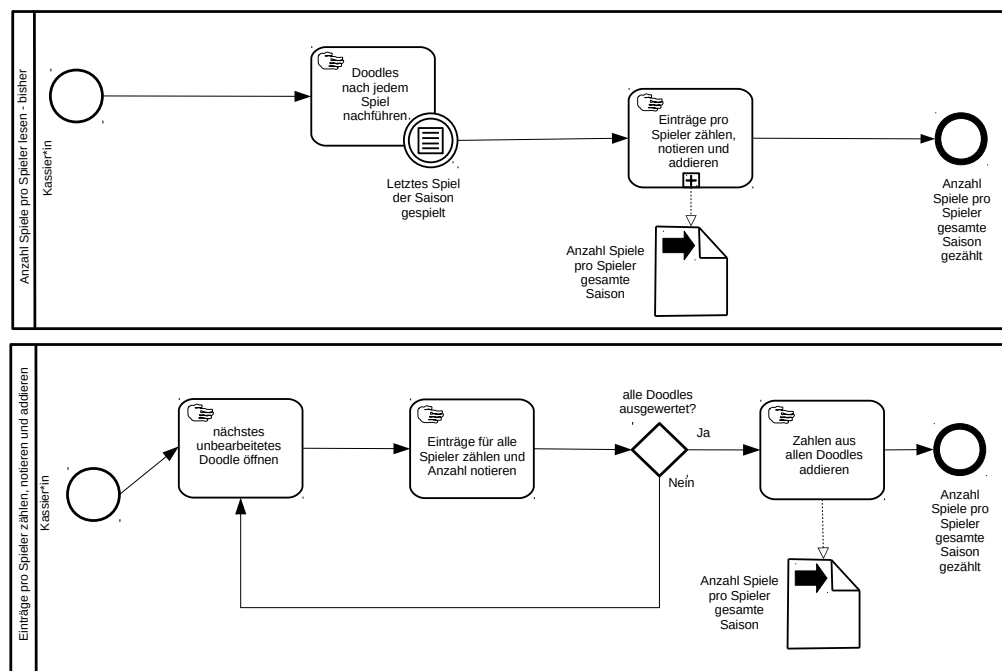 Anzahl Spiele pro Spieler lesen - bisher
Kassier*in
Doodles
nach jedem
Spiel
nachführen
Letztes Spiel
der Saison
gespielt
Einträge pro
Spieler zählen,
notieren und
addieren
Anzahl Spiele
pro Spieler
gesamte
Saison
Anzahl
Spiele pro
Spieler
gesamte
Saison
gezählt
Einträge pro Spieler zählen, notieren und addieren
Kassier*in
nächstes
unbearbeitetes
Doodle öffnen
Einträge für alle
Spieler zählen und
Anzahl notieren
alle Doodles
ausgewertet?
Ja
Nein
Zahlen aus
allen Doodles
addieren
Anzahl Spiele
pro Spieler
gesamte
Saison
Anzahl
Spiele pro
Spieler
gesamte
Saison
gezählt